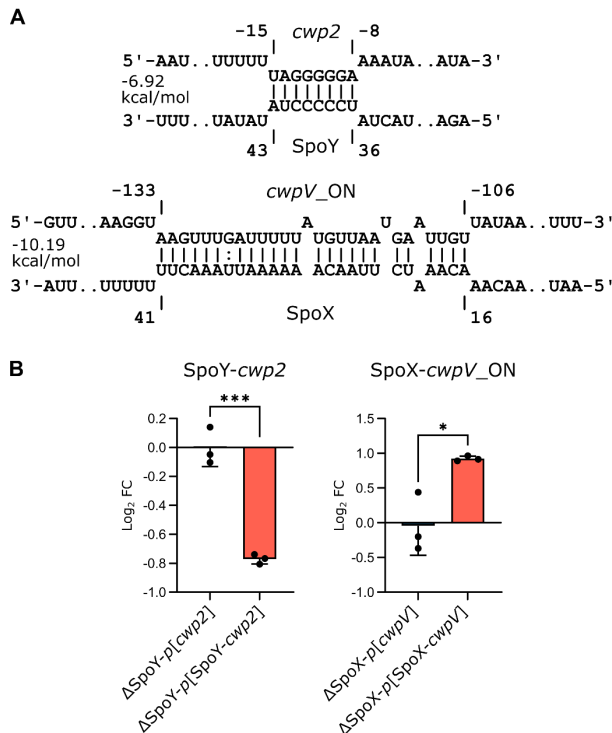 A
-15 cwp2 -8
5'-AAU..UUUUU AAAUA..AUA-3'
UAGGGGGA
-6.92
kcal/mol
AUCCCCCU
3'-UUU..UAUAU AUCAU..AGA-5'
43 SpoY 36
-133 cwpV_ON -106
5'-GUU..AAGGU A U A UAUAA..UUU-3'
AAGUUUGAUUUUU UGUUAA GA UUGU
-10.19
kcal/mol
:
UUCAAAUUAAAAA ACAAUU CU AACA
3'-AUU..UUUUU A AACAA..UAA-5'
41 SpoX 16
B
SpoY-cwp2
***
0.2
0.0
-0.2
-0.4
-0.6
-0.8
-1.0
Log2 FC
ΔSpoY-p[cwp2]
ΔSpoY-p[SpoY-cwp2]
SpoX-cwpV_ON
*
1.5
1.0
0.5
0.0
-0.5
-1.0
Log2 FC
ΔSpoX-p[cwpV]
ΔSpoX-p[SpoX-cwpV]